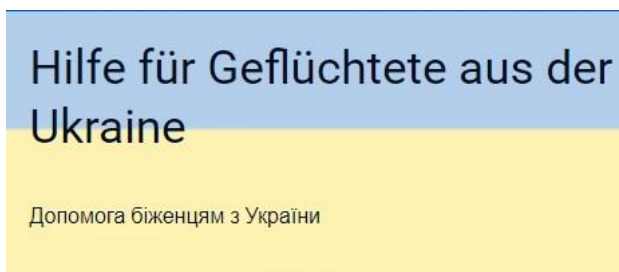 Hilfe für Geflüchtete aus der
Ukraine
Допомога біженцям з України